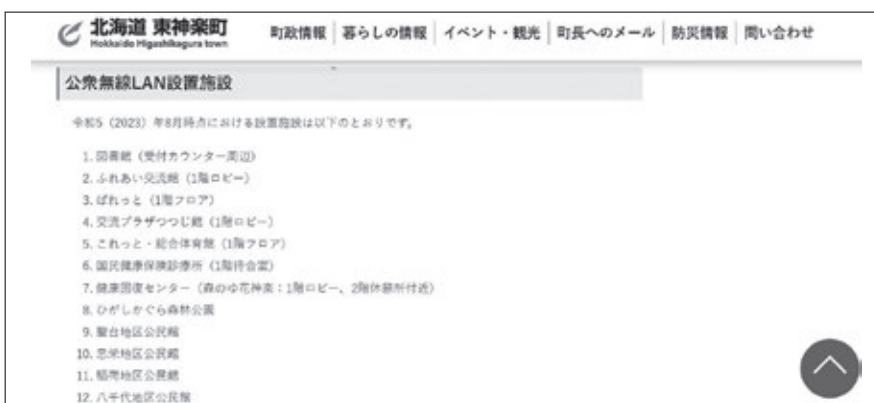 北海道 東神楽町
Hokkaido Higashikagura town
町政情報 暮らしの情報 イベント・観光 町長へのメール 防災情報 問い合わせ
公衆無線LAN設置施設
令和5（2023）年8月時点における設置施設は以下のとおりです。
1. 図書館（受付カウンター周辺）
2. ふれあい交流館（1階ロビー）
3. ぱれっと（1階フロア）
4. 交流プラザつつじ館（1階ロビー）
5. これっと・総合体育館（1階フロア）
6. 国民健康保険診療所（1階待合室）
7. 健康回復センター（森のゆ花神楽：1階ロビー、2階休憩所付近）
8. ひがしかぐら森林公園
9. 聖台地区公民館
10. 志比内地区公民館
11. 稲荷地区公民館
12. 八千代地区公民館